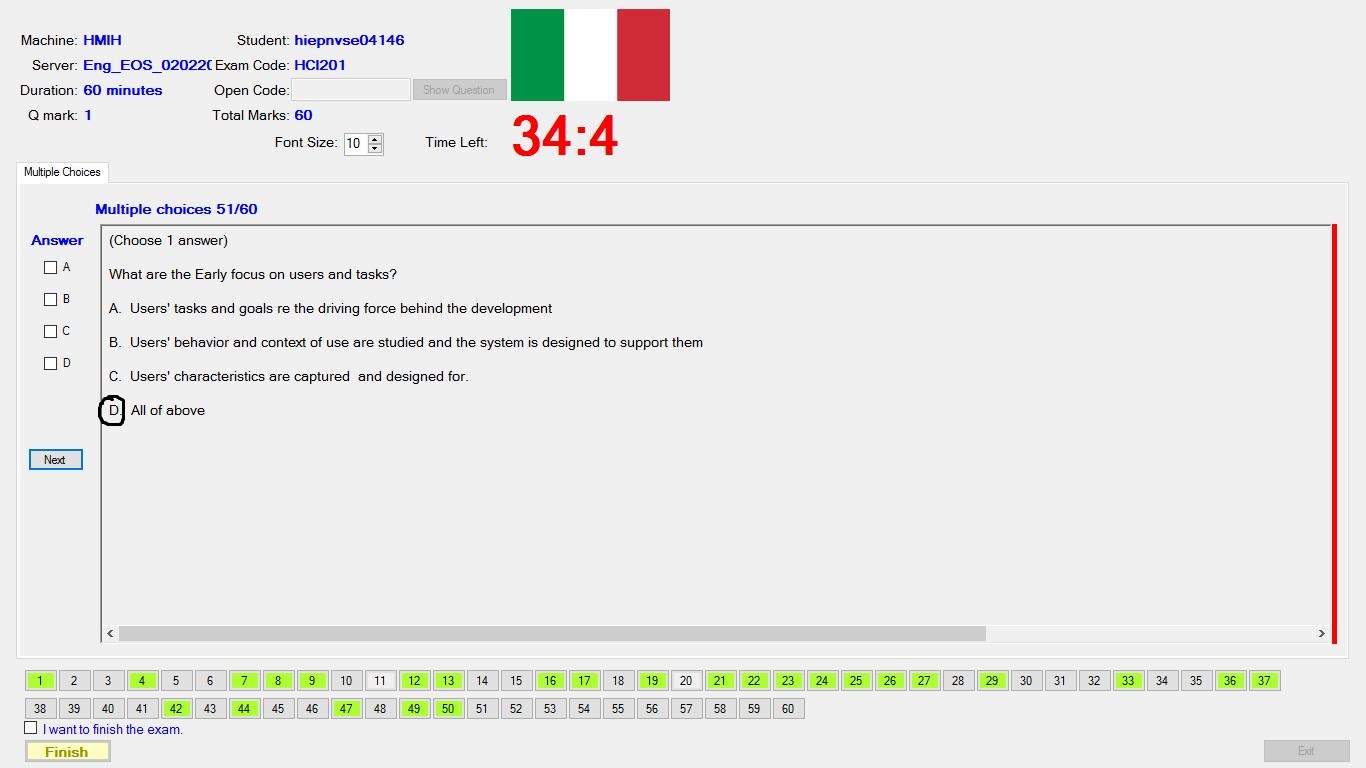 Machine: HMIH Student: hiepnvse04146
Server: Eng_EOS_02022 Exam Code: HCI201
Duration: 60 minutes Open Code: Show Question
Q mark: 1 Total Marks: 60
Font Size: 10 Time Left: 34:4
Multiple Choices
Multiple choices 51/60
Answer (Choose 1 answer)
A
What are the Early focus on users and tasks?
B
A. Users' tasks and goals re the driving force behind the development
C
B. Users' behavior and context of use are studied and the system is designed to support them
D
C. Users' characteristics are captured and designed for.
D. All of above
Next
1 2 3 4 5 6 7 8 9 10 11 12 13 14 15 16 17 18 19 20 21 22 23 24 25 26 27 28 29 30 31 32 33 34 35 36 37
38 39 40 41 42 43 44 45 46 47 48 49 50 51 52 53 54 55 56 57 58 59 60
I want to finish the exam.
Finish Exit